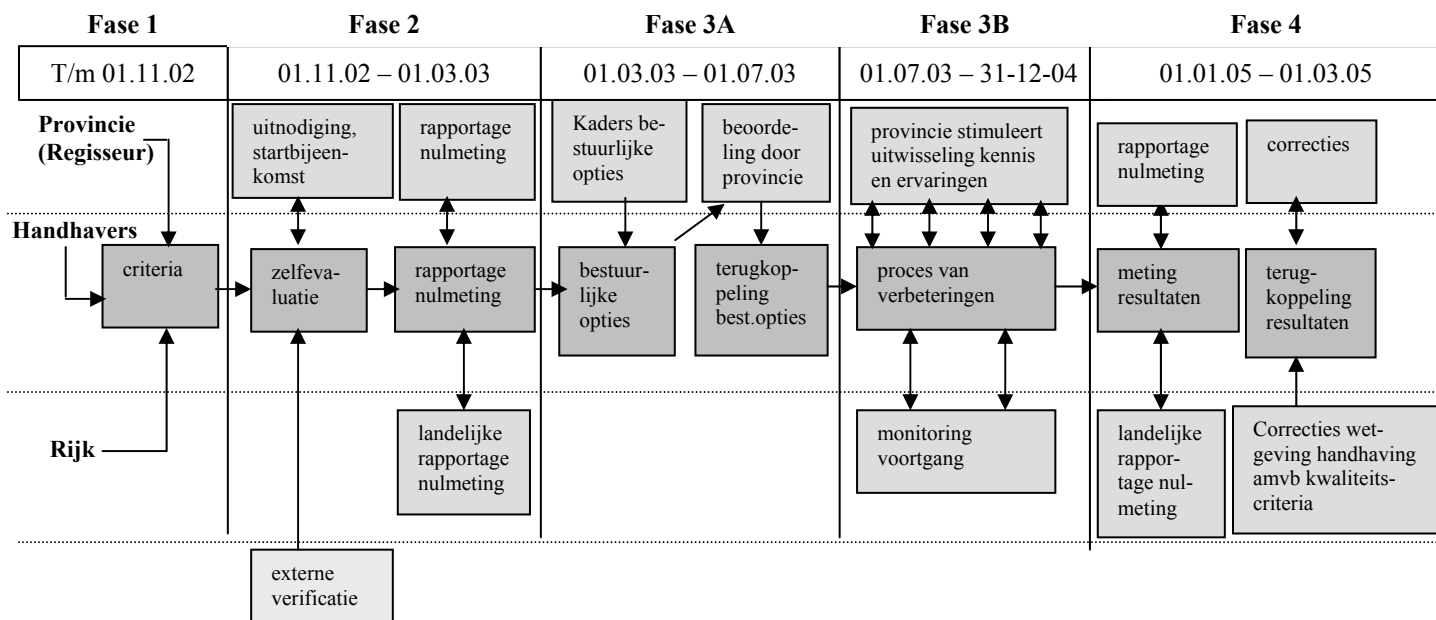 Fase 1
Fase 2
Fase 3A
Fase 3B
Fase 4
T/m 01.11.02
01.11.02 – 01.03.03
01.03.03 – 01.07.03
01.07.03 – 31-12-04
01.01.05 – 01.03.05
Provincie
(Regisseur)
uitnodiging,
startbijeen-
komst
rapportage
nulmeting
Kaders be-
stuurlijke
opties
beoorde-
ling door
provincie
provincie stimuleert
uitwisseling kennis
en ervaringen
rapportage
nulmeting
correcties
Handhavers
criteria
zelfeva-
luatie
rapportage
nulmeting
bestuur-
lijke
opties
terugkop-
peling
best.opties
proces van
verbeteringen
meting
resultaten
terug-
koppeling
resultaten
Rijk
landelijke
rapportage
nulmeting
monitoring
voortgang
landelijke
rappor-
tage nul-
meting
Correcties wet-
geving handhaving
amvb kwaliteits-
criteria
externe
verificatie